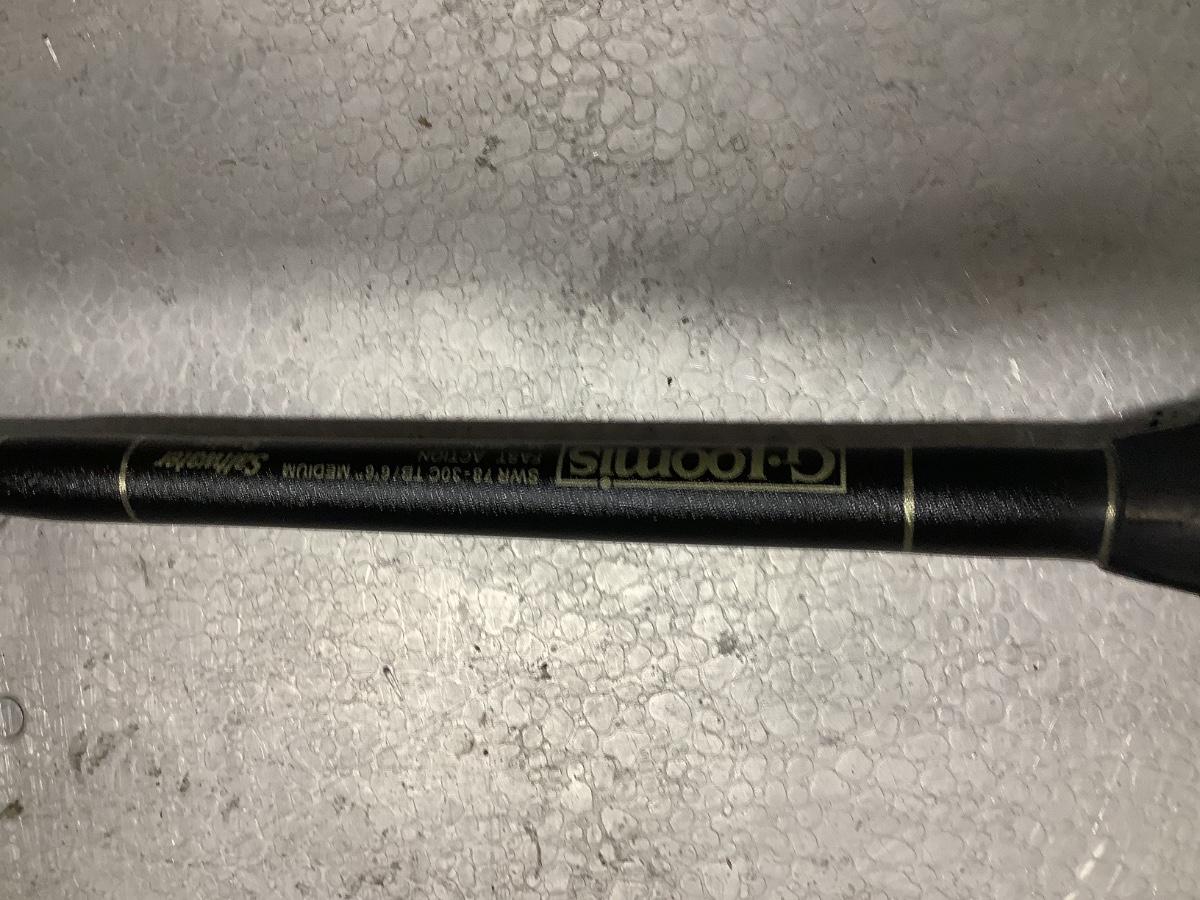 G·loomis
SWR 78-30C TB/6'6" MEDIUM
FAST ACTION
Saltwater